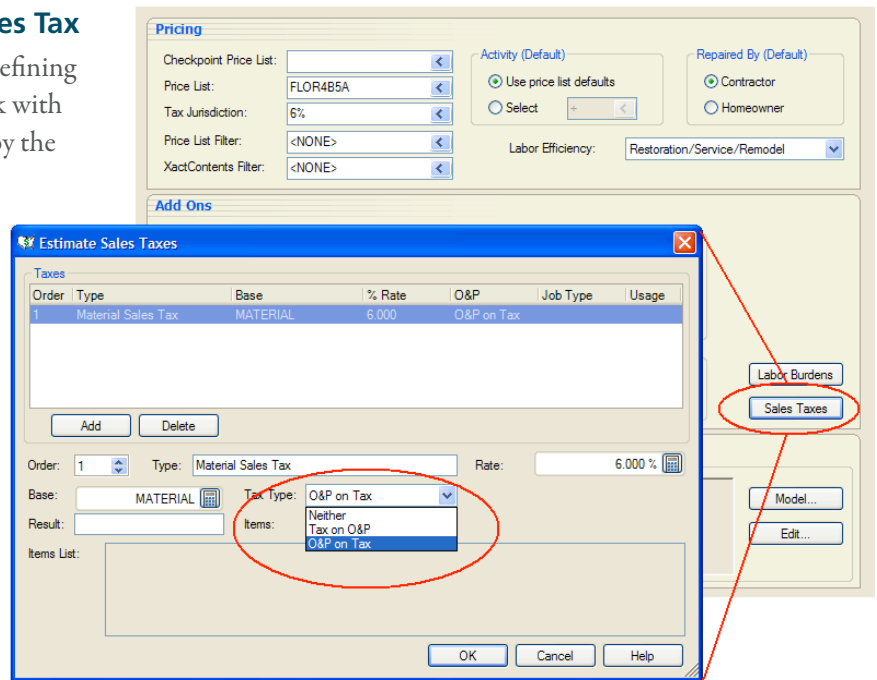 es Tax
efining
k with
by the
Pricing
Checkpoint Price List:
Price List: FLOR4B5A
Tax Jurisdiction: 6%
Price List Filter: <NONE>
XactContents Filter: <NONE>
Activity (Default)
Use price list defaults
Select +
Repaired By (Default)
Contractor
Homeowner
Labor Efficiency: Restoration/Service/Remodel
Add Ons
Labor Burdens
Sales Taxes
Model...
Edit...
Estimate Sales Taxes
Taxes
Order Type Base % Rate O&P Job Type Usage
1 Material Sales Tax MATERIAL 6.000 O&P on Tax
Add Delete
Order: 1 Type: Material Sales Tax Rate: 6.000 %
Base: MATERIAL Tax Type: O&P on Tax
Neither
Result: Items: Tax on O&P
O&P on Tax
Items List:
OK Cancel Help